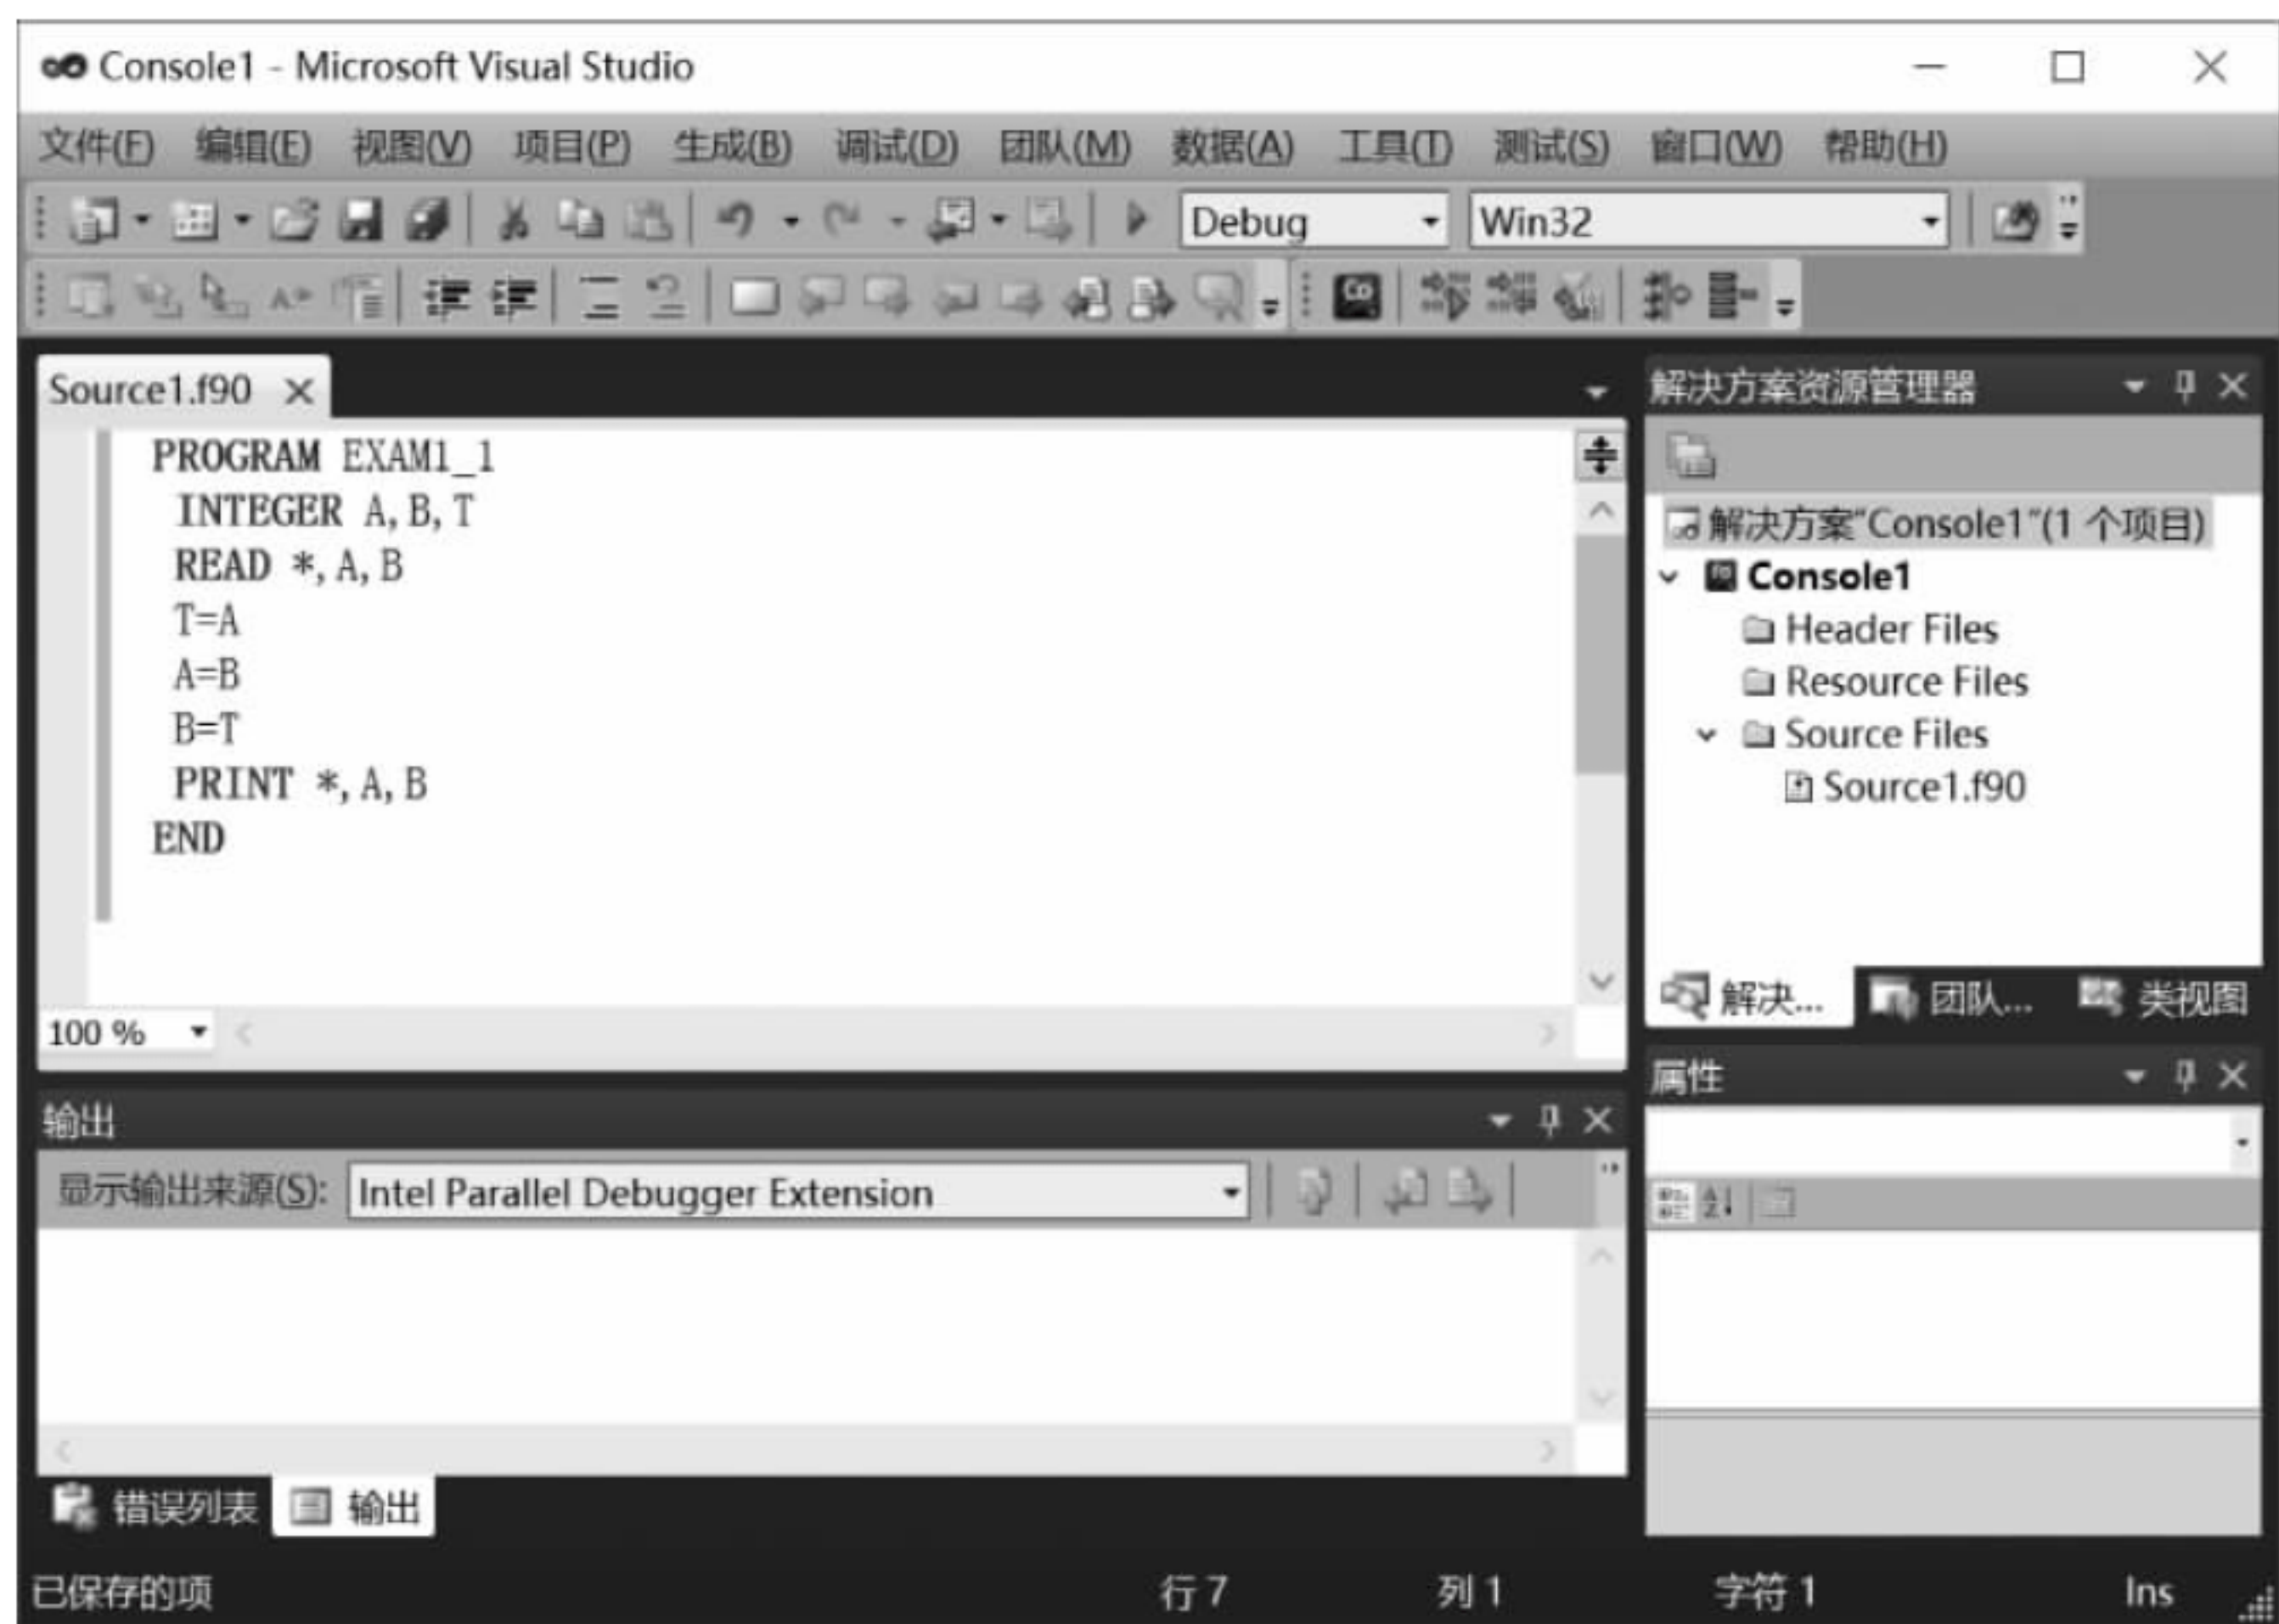 Console1 - Microsoft Visual Studio
文件(F) 编辑(E) 视图(V) 项目(P) 生成(B) 调试(D) 团队(M) 数据(A) 工具(T) 测试(S) 窗口(W) 帮助(H)
Debug Win32
Source1.f90
PROGRAM EXAM1_1
INTEGER A,B,T
READ *,A,B
T=A
A=B
B=T
PRINT *,A,B
END
100 %
解决方案资源管理器
解决方案"Console1"(1 个项目)
Console1
Header Files
Resource Files
Source Files
Source1.f90
解决... 团队... 类视图
属性
输出
显示输出来源(S): Intel Parallel Debugger Extension
错误列表 输出
已保存的项 行 7 列 1 字符 1 Ins